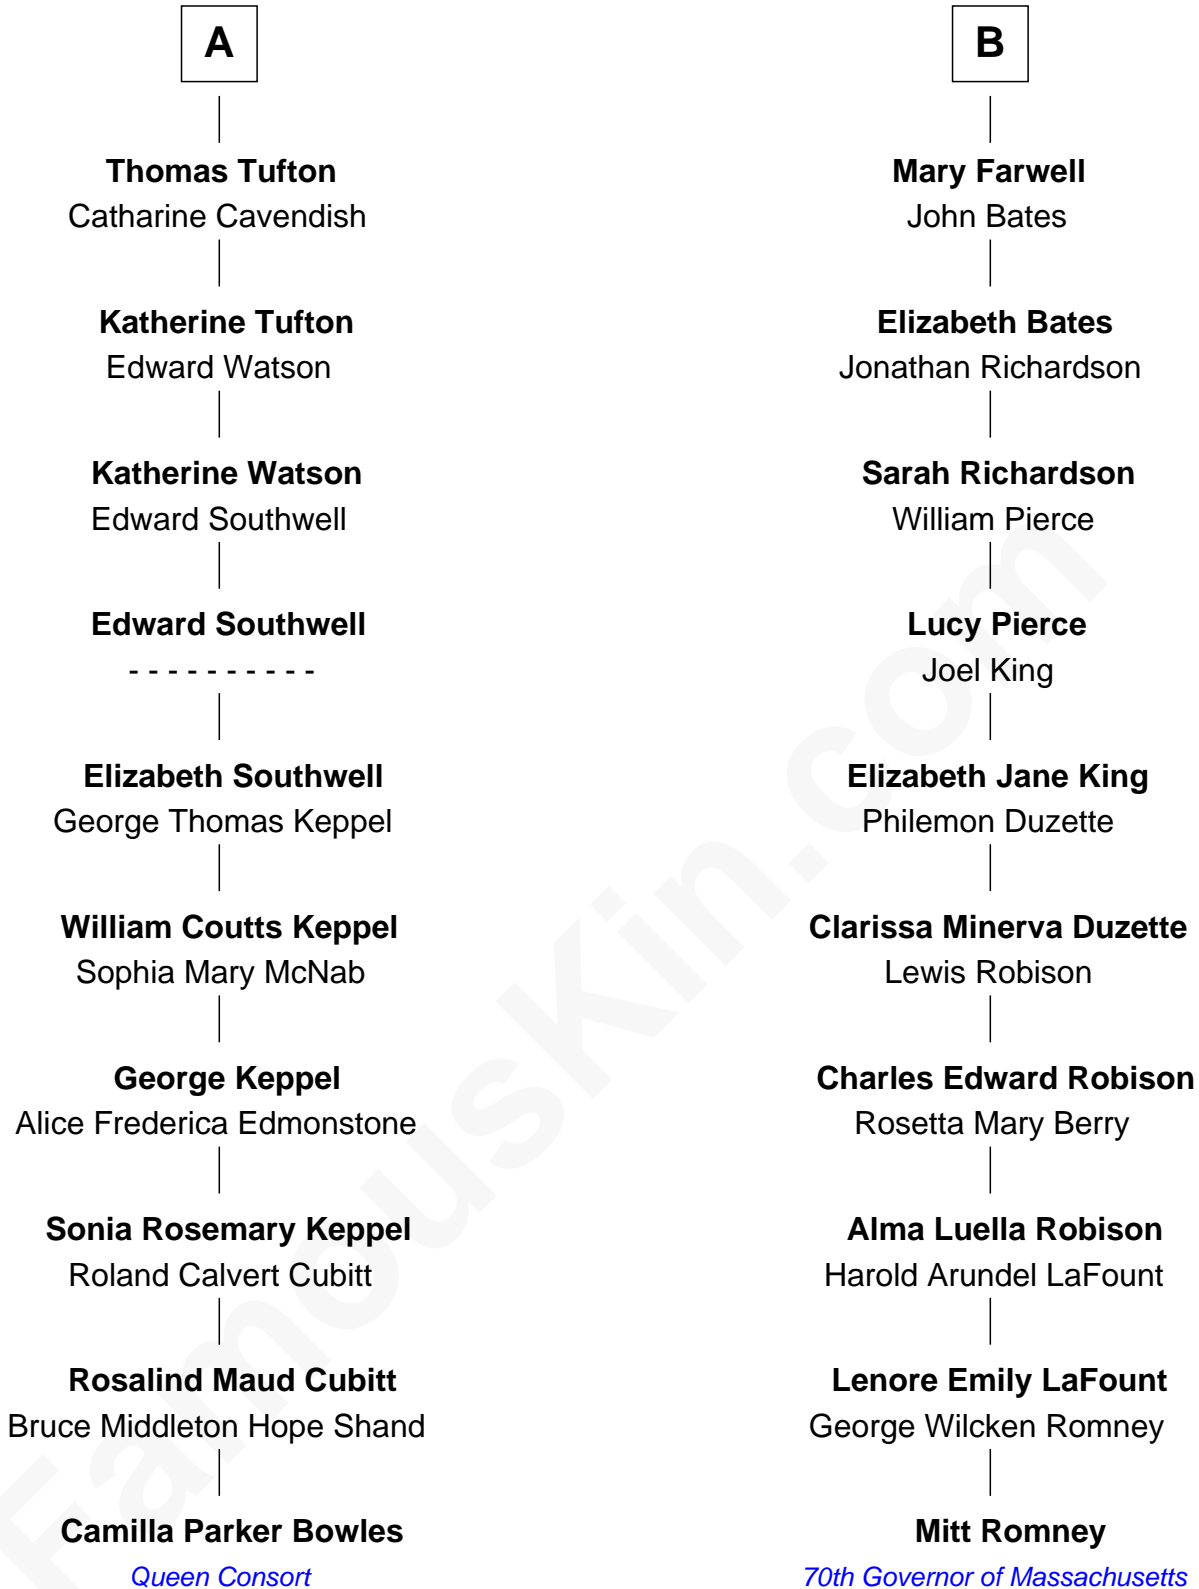 A
Thomas Tufton
Catharine Cavendish
Katherine Tufton
Edward Watson
Katherine Watson
Edward Southwell
Edward Southwell
- - - - - - - - - -
Elizabeth Southwell
George Thomas Keppel
William Coutts Keppel
Sophia Mary McNab
George Keppel
Alice Frederica Edmonstone
Sonia Rosemary Keppel
Roland Calvert Cubitt
Rosalind Maud Cubitt
Bruce Middleton Hope Shand
Camilla Parker Bowles
Queen Consort
B
Mary Farwell
John Bates
Elizabeth Bates
Jonathan Richardson
Sarah Richardson
William Pierce
Lucy Pierce
Joel King
Elizabeth Jane King
Philemon Duzette
Clarissa Minerva Duzette
Lewis Robison
Charles Edward Robison
Rosetta Mary Berry
Alma Luella Robison
Harold Arundel LaFount
Lenore Emily LaFount
George Wilcken Romney
Mitt Romney
70th Governor of Massachusetts
FamousKin.com